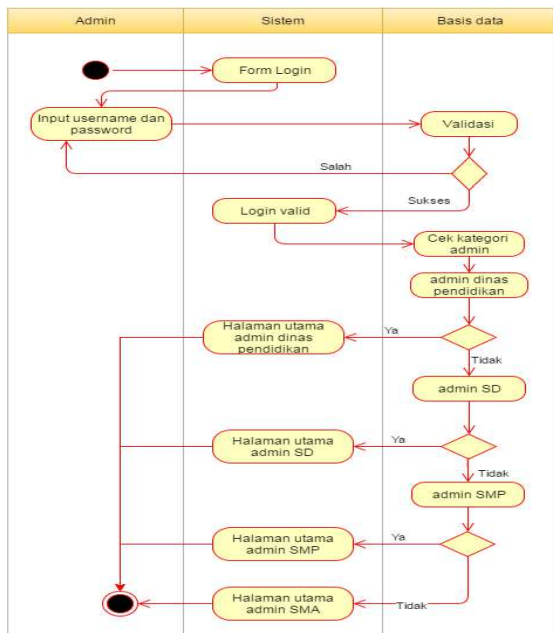 Admin
Sistem
Basis data
Form Login
Input username dan
password
Validasi
Salah
Sukses
Login valid
Cek kategori
admin
admin dinas
pendidikan
Halaman utama
admin dinas
pendidikan
Ya
Tidak
admin SD
Halaman utama
admin SD
Ya
Tidak
admin SMP
Halaman utama
admin SMP
Ya
Halaman utama
admin SMA
Tidak